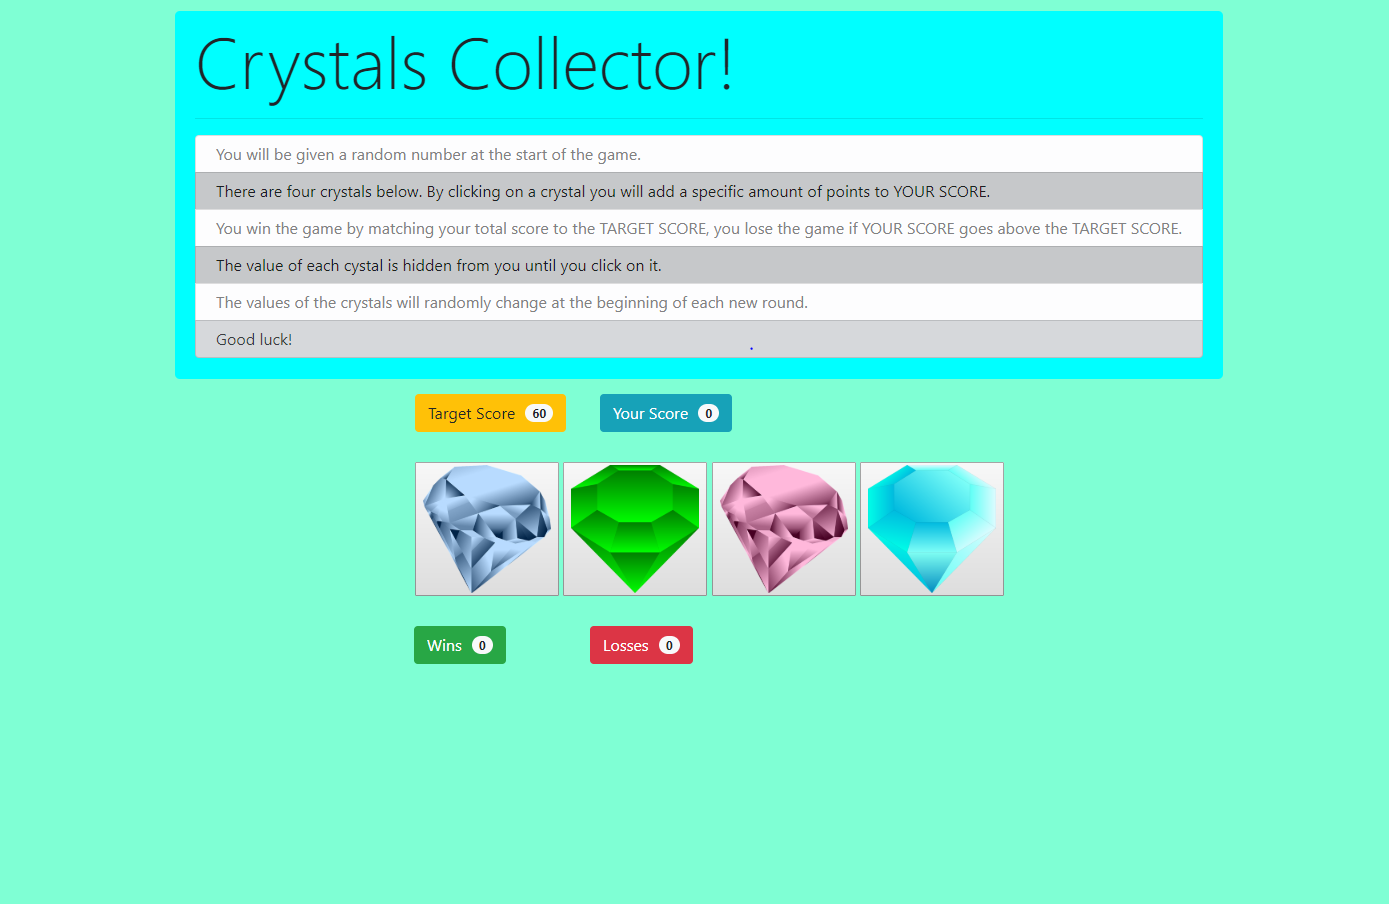 Crystals Collector!
You will be given a random number at the start of the game.
There are four crystals below. By clicking on a crystal you will add a specific amount of points to YOUR SCORE.
You win the game by matching your total score to the TARGET SCORE, you lose the game if YOUR SCORE goes above the TARGET SCORE.
The value of each cystal is hidden from you until you click on it.
The values of the crystals will randomly change at the beginning of each new round.
Good luck!
Target Score 60 Your Score 0
Wins 0 Losses 0